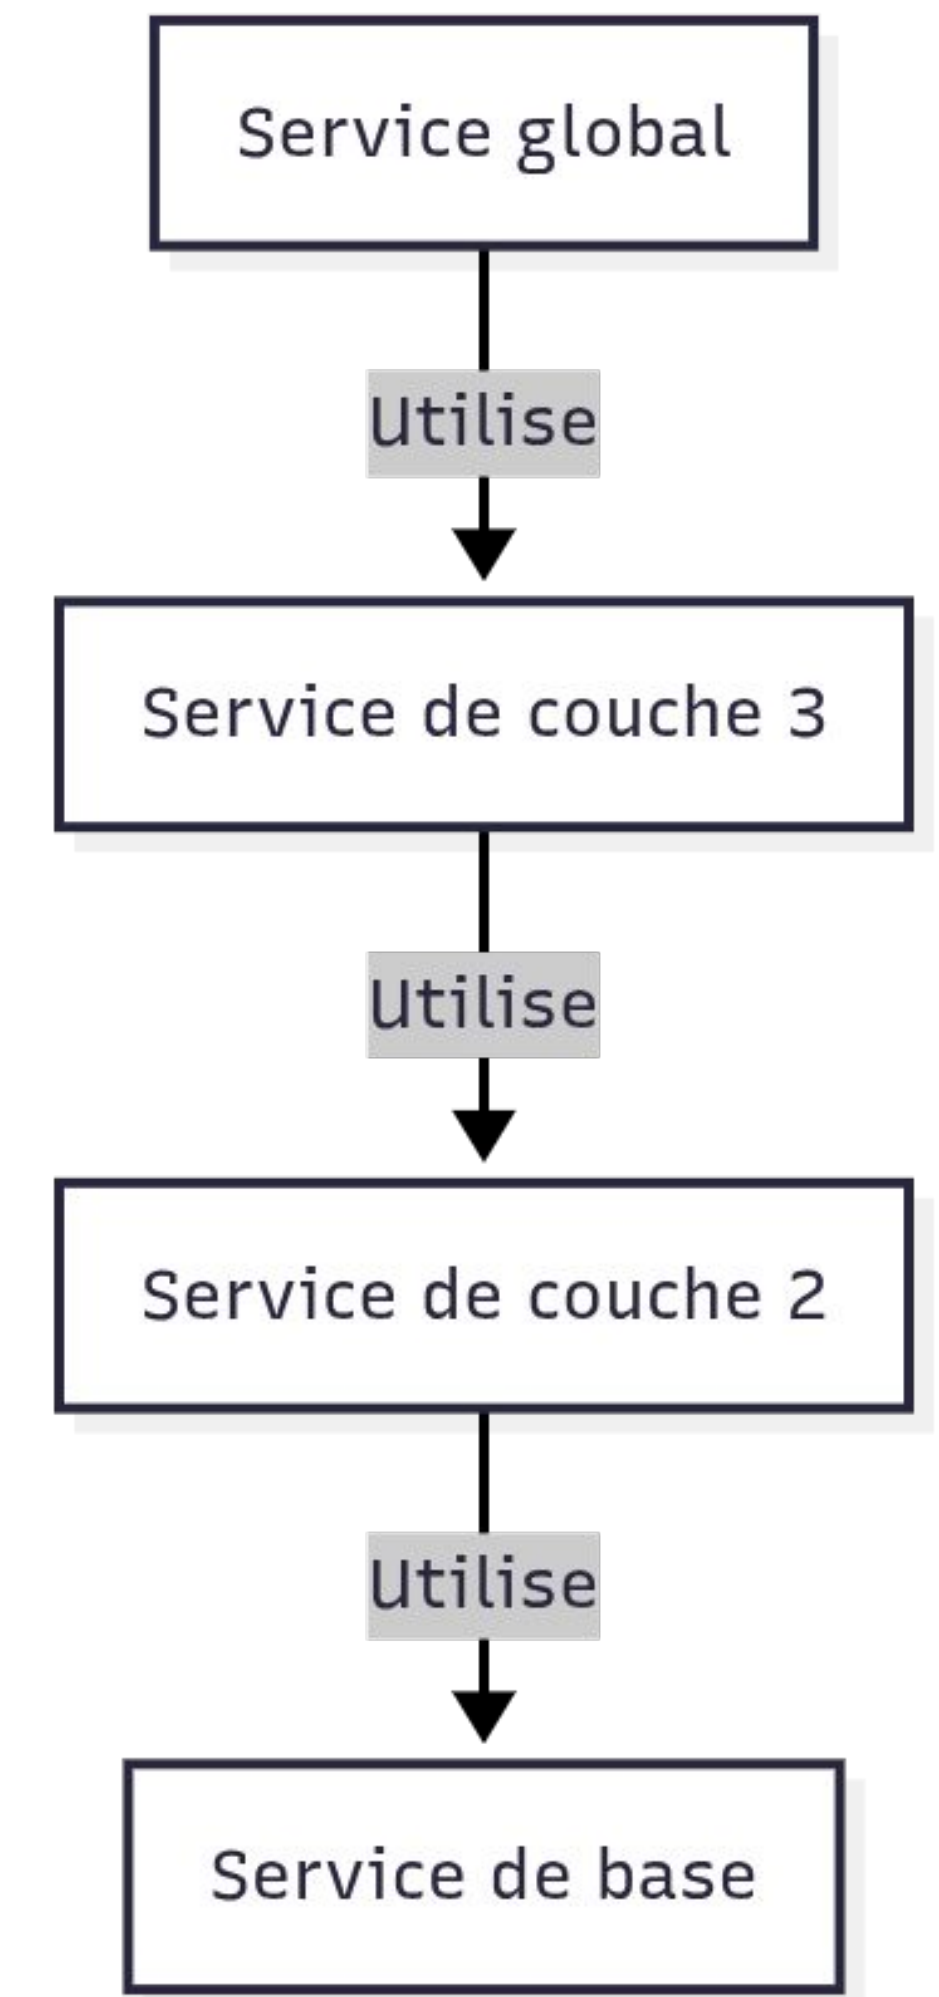 Service global
Utilise
Service de couche 3
Utilise
Service de couche 2
Utilise
Service de base